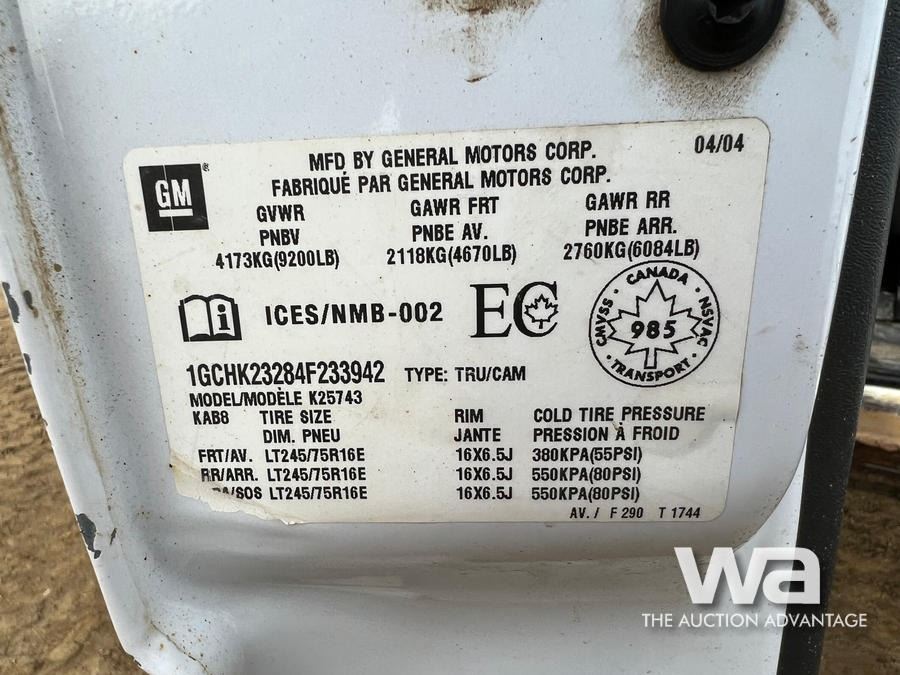 GM ®
MFD BY GENERAL MOTORS CORP. 04/04
FABRIQUÉ PAR GENERAL MOTORS CORP.
GVWR GAWR FRT GAWR RR
PNBV PNBE AV. PNBE ARR.
4173KG(9200LB) 2118KG(4670LB) 2760KG(6084LB)
i ICES/NMB-002 EC
CANADA
CMVSS 985 NSVAC
TRANSPORT
1GCHK23284F233942 TYPE: TRU/CAM
MODEL/MODÈLE K25743
KAB8 TIRE SIZE RIM COLD TIRE PRESSURE
DIM. PNEU JANTE PRESSION À FROID
FRT/AV. LT245/75R16E 16X6.5J 380KPA(55PSI)
RR/ARR. LT245/75R16E 16X6.5J 550KPA(80PSI)
/SOS LT245/75R16E 16X6.5J 550KPA(80PSI)
AV. / F 290 T 1744
wa
THE AUCTION ADVANTAGE